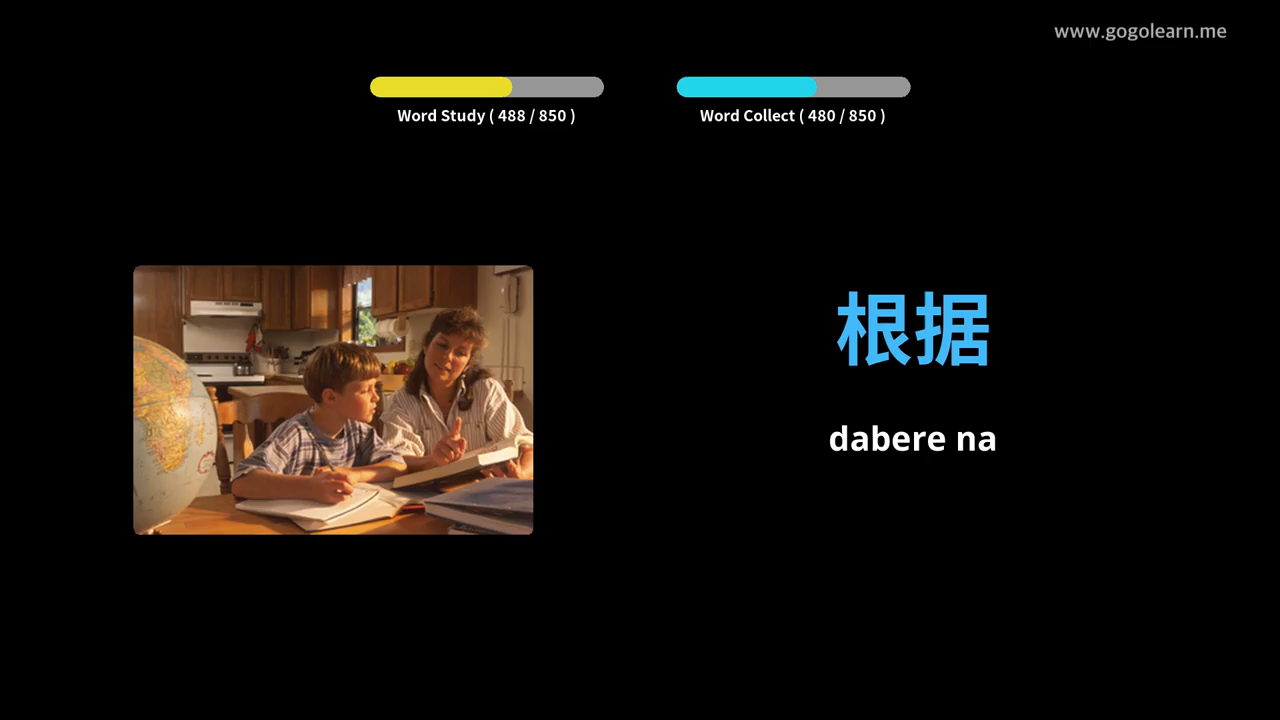 www.gogolearn.me
Word Study ( 488 / 850 )
Word Collect ( 480 / 850 )
根据
dabere na